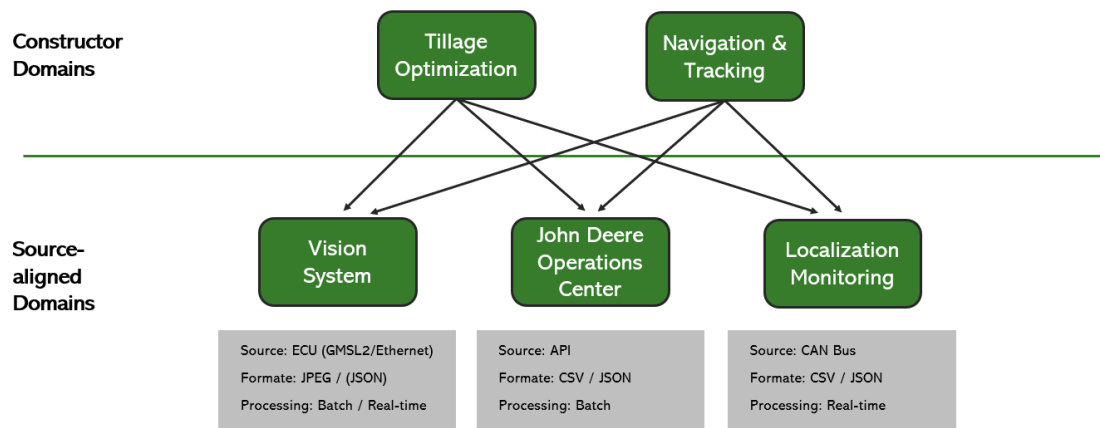 Constructor
Domains
Tillage
Optimization
Navigation &
Tracking
Source-
aligned
Domains
Vision
System
John Deere
Operations
Center
Localization
Monitoring
Source: ECU (GMSL2/Ethernet)
Formate: JPEG / (JSON)
Processing: Batch / Real-time
Source: API
Formate: CSV / JSON
Processing: Batch
Source: CAN Bus
Formate: CSV / JSON
Processing: Real-time